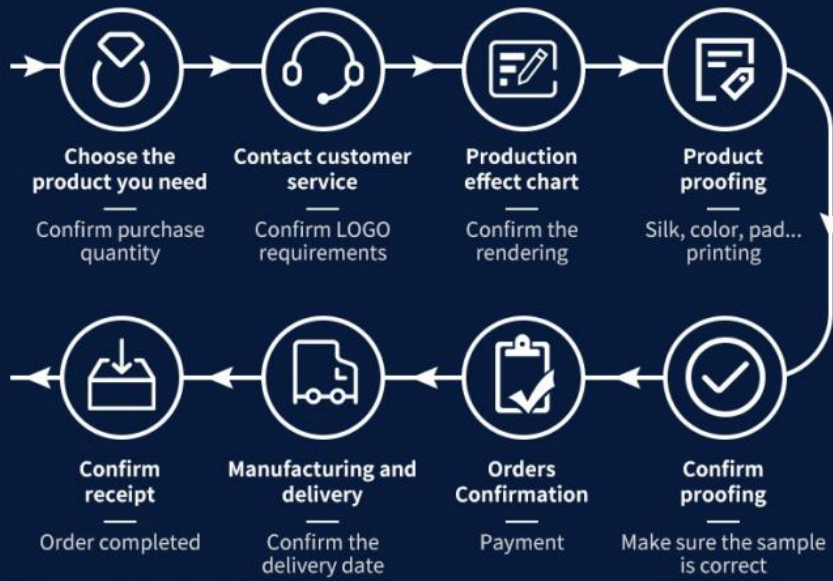 Choose the
product you need
Confirm purchase
quantity
Contact customer
service
Confirm LOGO
requirements
Production
effect chart
Confirm the
rendering
Product
proofing
Silk, color, pad...
printing
Confirm
proofing
Make sure the sample
is correct
Orders
Confirmation
Payment
Manufacturing and
delivery
Confirm the
delivery date
Confirm
receipt
Order completed